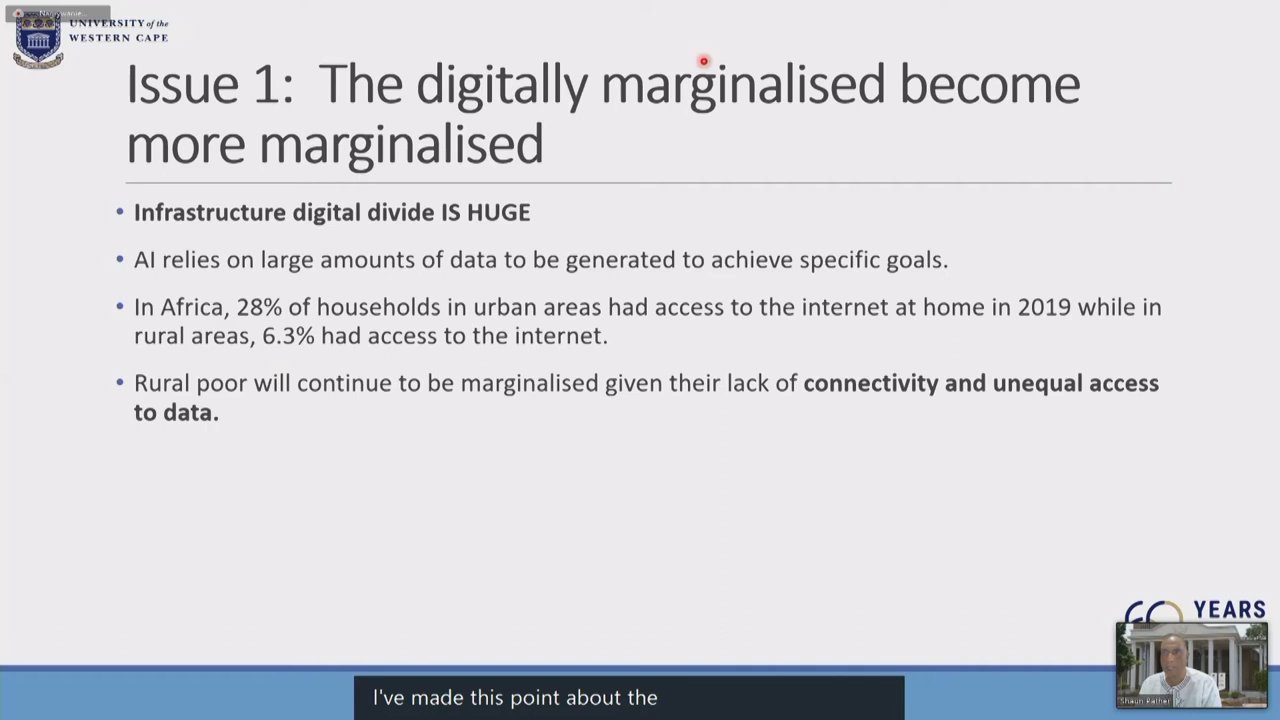 UNIVERSITY of the
WESTERN CAPE
Issue 1: The digitally marginalised become
more marginalised
• Infrastructure digital divide IS HUGE
• AI relies on large amounts of data to be generated to achieve specific goals.
• In Africa, 28% of households in urban areas had access to the internet at home in 2019 while in
rural areas, 6.3% had access to the internet.
• Rural poor will continue to be marginalised given their lack of connectivity and unequal access
to data.
60 YEARS
Shaun Pather
I've made this point about the